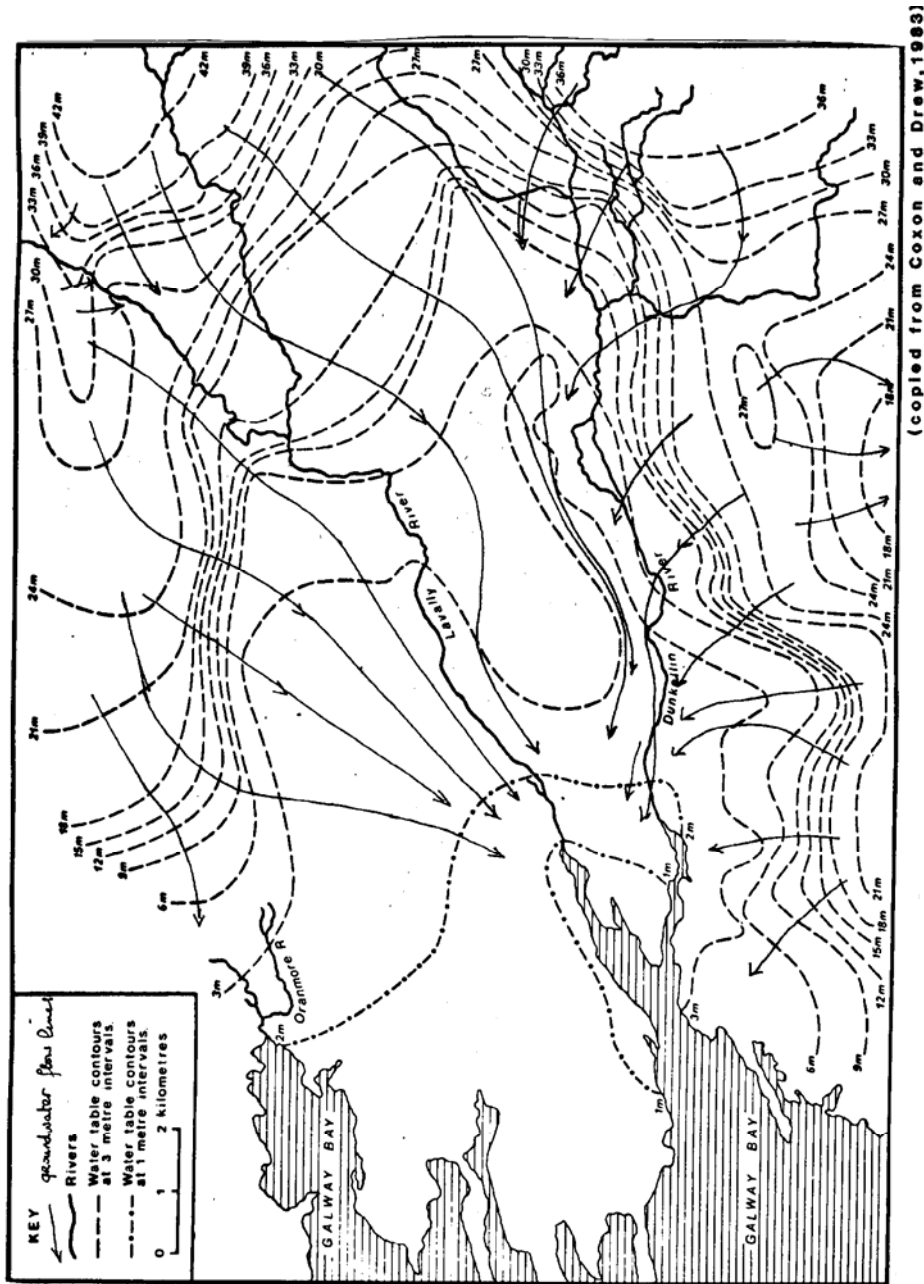 KEY
groundwater flow lines
Rivers
Water table contours
at 3 metre intervals.
Water table contours
at 1 metre intervals.
0 1 2 kilometres
3m
6m
9m
12m
15m
18m
21m
24m
27m
30m
33m
36m
39m
42m
42m
39m
36m
33m
30m
27m
27m
30m
33m
36m
Oranmore R
2m
GALWAY BAY
Lavally River
Dunkellin River
1m
1m
2m
3m
GALWAY BAY
6m
9m
12m
15m
18m
21m
24m
24m
21m
18m
27m
18m
21m
24m
27m
30m
33m
36m
(copied from Coxon and Drew, 1983)